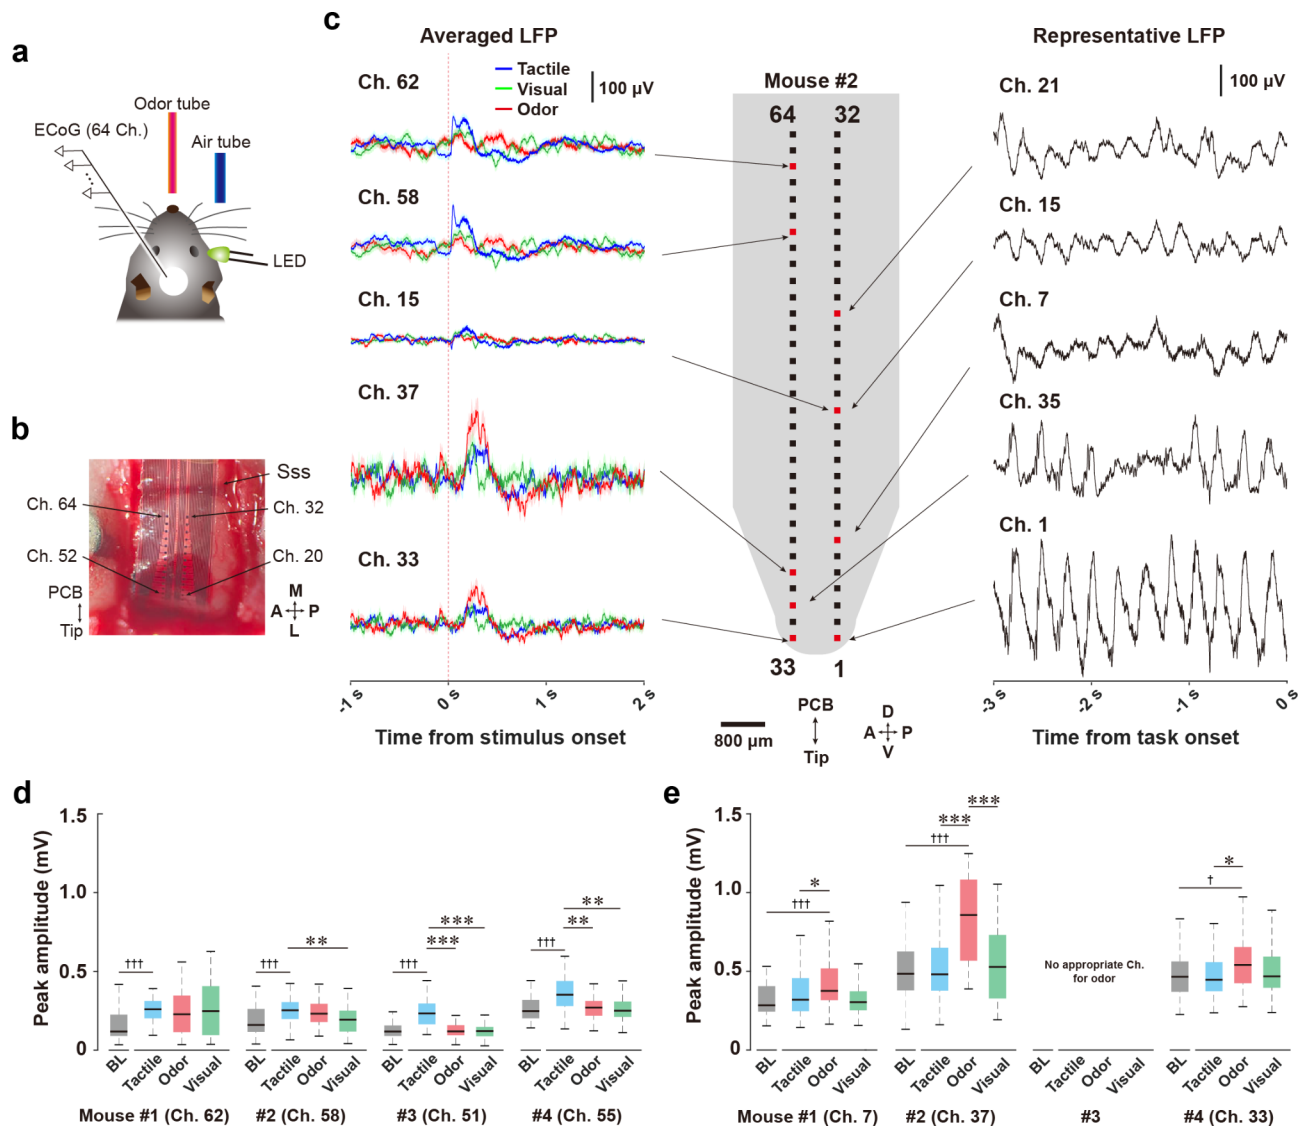 a
Odor tube
ECoG (64 Ch.)
Air tube
LED
b
Sss
Ch. 64
Ch. 32
Ch. 52
Ch. 20
PCB
Tip
M
A P
L
c
Averaged LFP
Tactile
Visual
Odor
100 μV
Ch. 62
Ch. 58
Ch. 15
Ch. 37
Ch. 33
-1 s 0 s 1 s 2 s
Time from stimulus onset
Mouse #2
64 32
33 1
800 μm
PCB
Tip
D
A P
V
Representative LFP
100 μV
Ch. 21
Ch. 15
Ch. 7
Ch. 35
Ch. 1
-3 s -2 s -1 s 0 s
Time from task onset
d
Peak amplitude (mV)
1.5
1.0
0.5
0
††† ††† ** ††† *** *** ††† ** **
BL Tactile Odor Visual BL Tactile Odor Visual BL Tactile Odor Visual BL Tactile Odor Visual
Mouse #1 (Ch. 62) #2 (Ch. 58) #3 (Ch. 51) #4 (Ch. 55)
e
Peak amplitude (mV)
1.5
1.0
0.5
0
††† * ††† *** *** † *
No appropriate Ch.
for odor
BL Tactile Odor Visual BL Tactile Odor Visual BL Tactile Odor Visual BL Tactile Odor Visual
Mouse #1 (Ch. 7) #2 (Ch. 37) #3 #4 (Ch. 33)